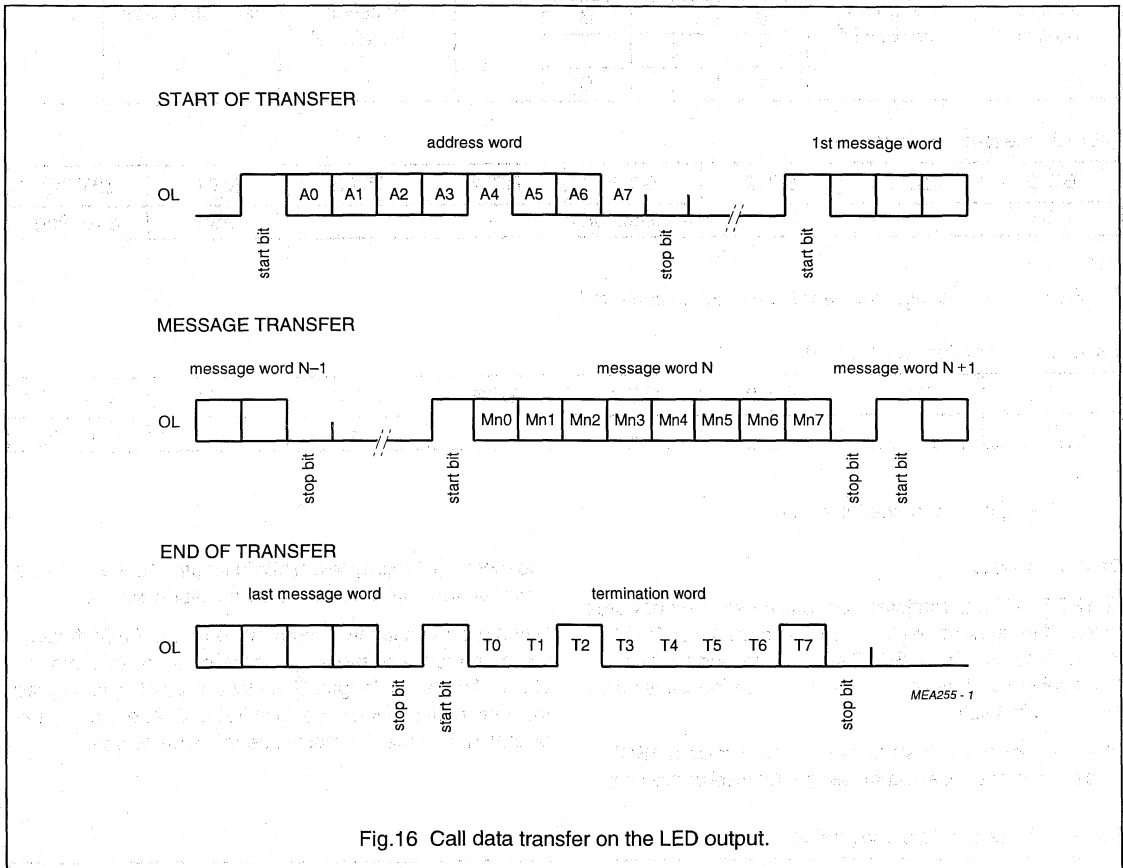 START OF TRANSFER
address word 1st message word
OL A0 A1 A2 A3 A4 A5 A6 A7
start bit stop bit start bit
MESSAGE TRANSFER
message word N–1 message word N message word N +1
OL Mn0 Mn1 Mn2 Mn3 Mn4 Mn5 Mn6 Mn7
stop bit start bit stop bit start bit
END OF TRANSFER
last message word termination word
OL T0 T1 T2 T3 T4 T5 T6 T7
stop bit start bit stop bit
MEA255 - 1
Fig.16 Call data transfer on the LED output.